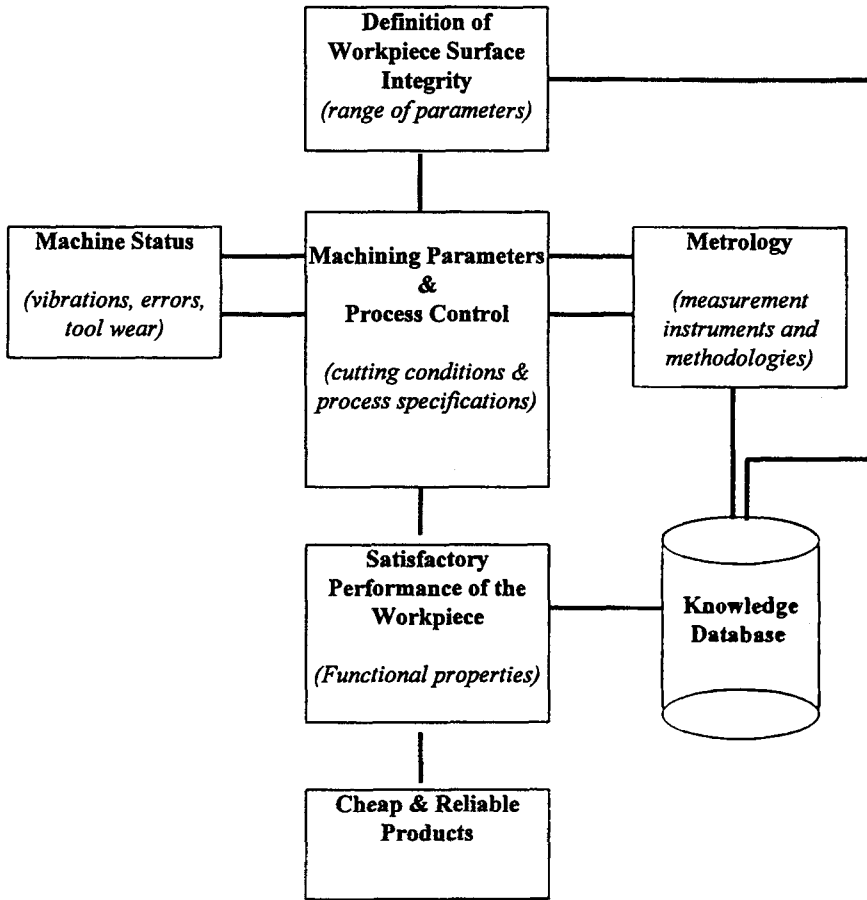 Definition of
Workpiece Surface
Integrity
(range of parameters)
Machine Status
(vibrations, errors,
tool wear)
Machining Parameters
&
Process Control
(cutting conditions &
process specifications)
Metrology
(measurement
instruments and
methodologies)
Satisfactory
Performance of the
Workpiece
(Functional properties)
Knowledge
Database
Cheap & Reliable
Products